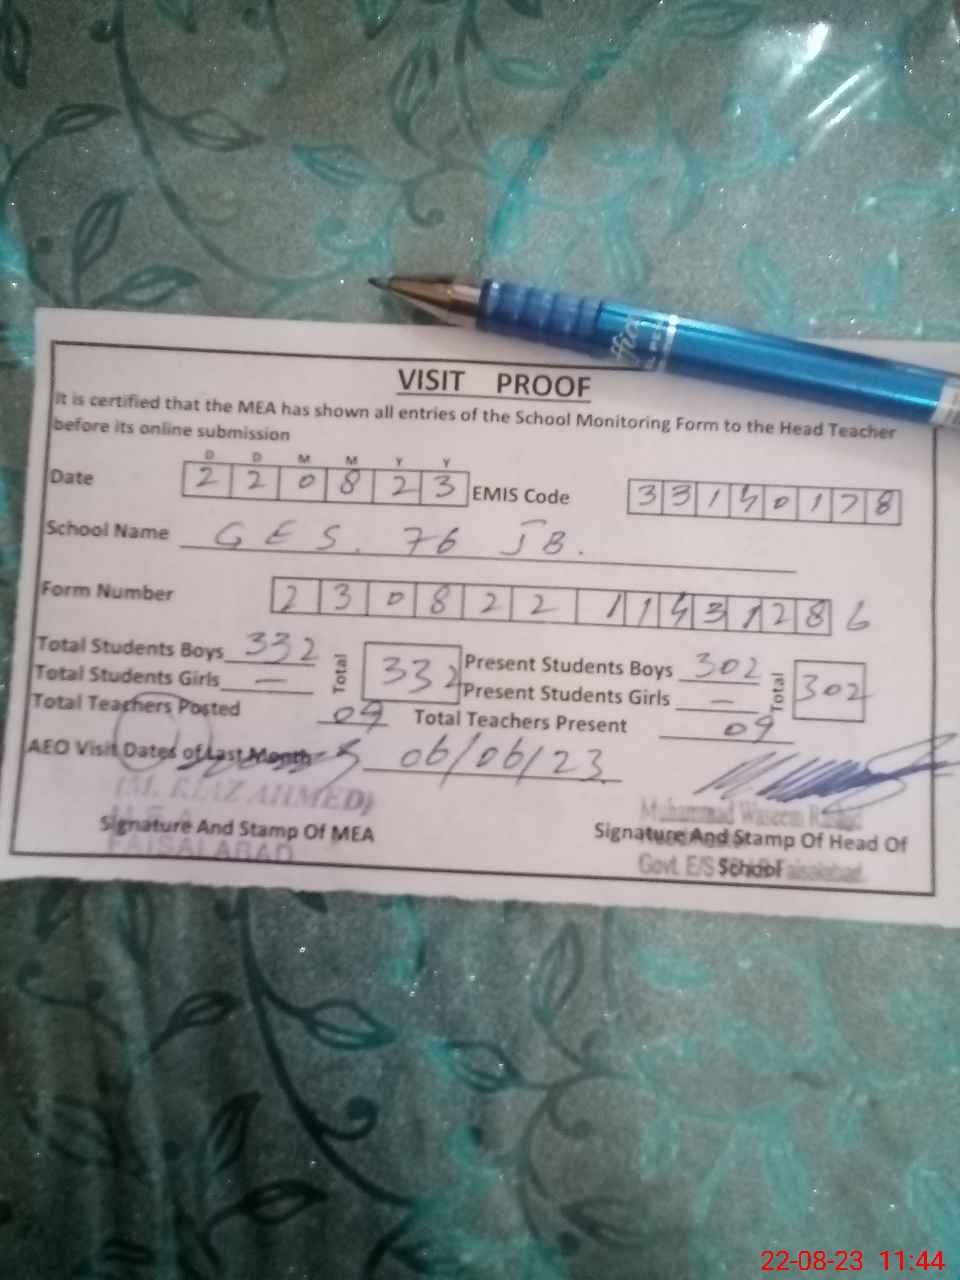 VISIT PROOF
It is certified that the MEA has shown all entries of the School Monitoring Form to the Head Teacher
before its online submission
D D M M Y Y
Date 2 2 0 8 2 3 EMIS Code 3 3 1 4 0 1 7 8
School Name G E S. 76 J B.
Form Number 2 3 0 8 2 2 1 1 4 3 1 2 8 6
Total Students Boys 332 Total 332 Present Students Boys 302 Total 302
Total Students Girls — Present Students Girls —
Total Teachers Posted 09 Total Teachers Present 09
AEO Visit Dates of Last Month 06/06/23
(M. RIAZ AHMED)
Muhammad Waseem
Signature And Stamp Of MEA Signature And Stamp Of Head Of
FAISALABAD
Govt. E/S School Faisalabad
22-08-23 11:44